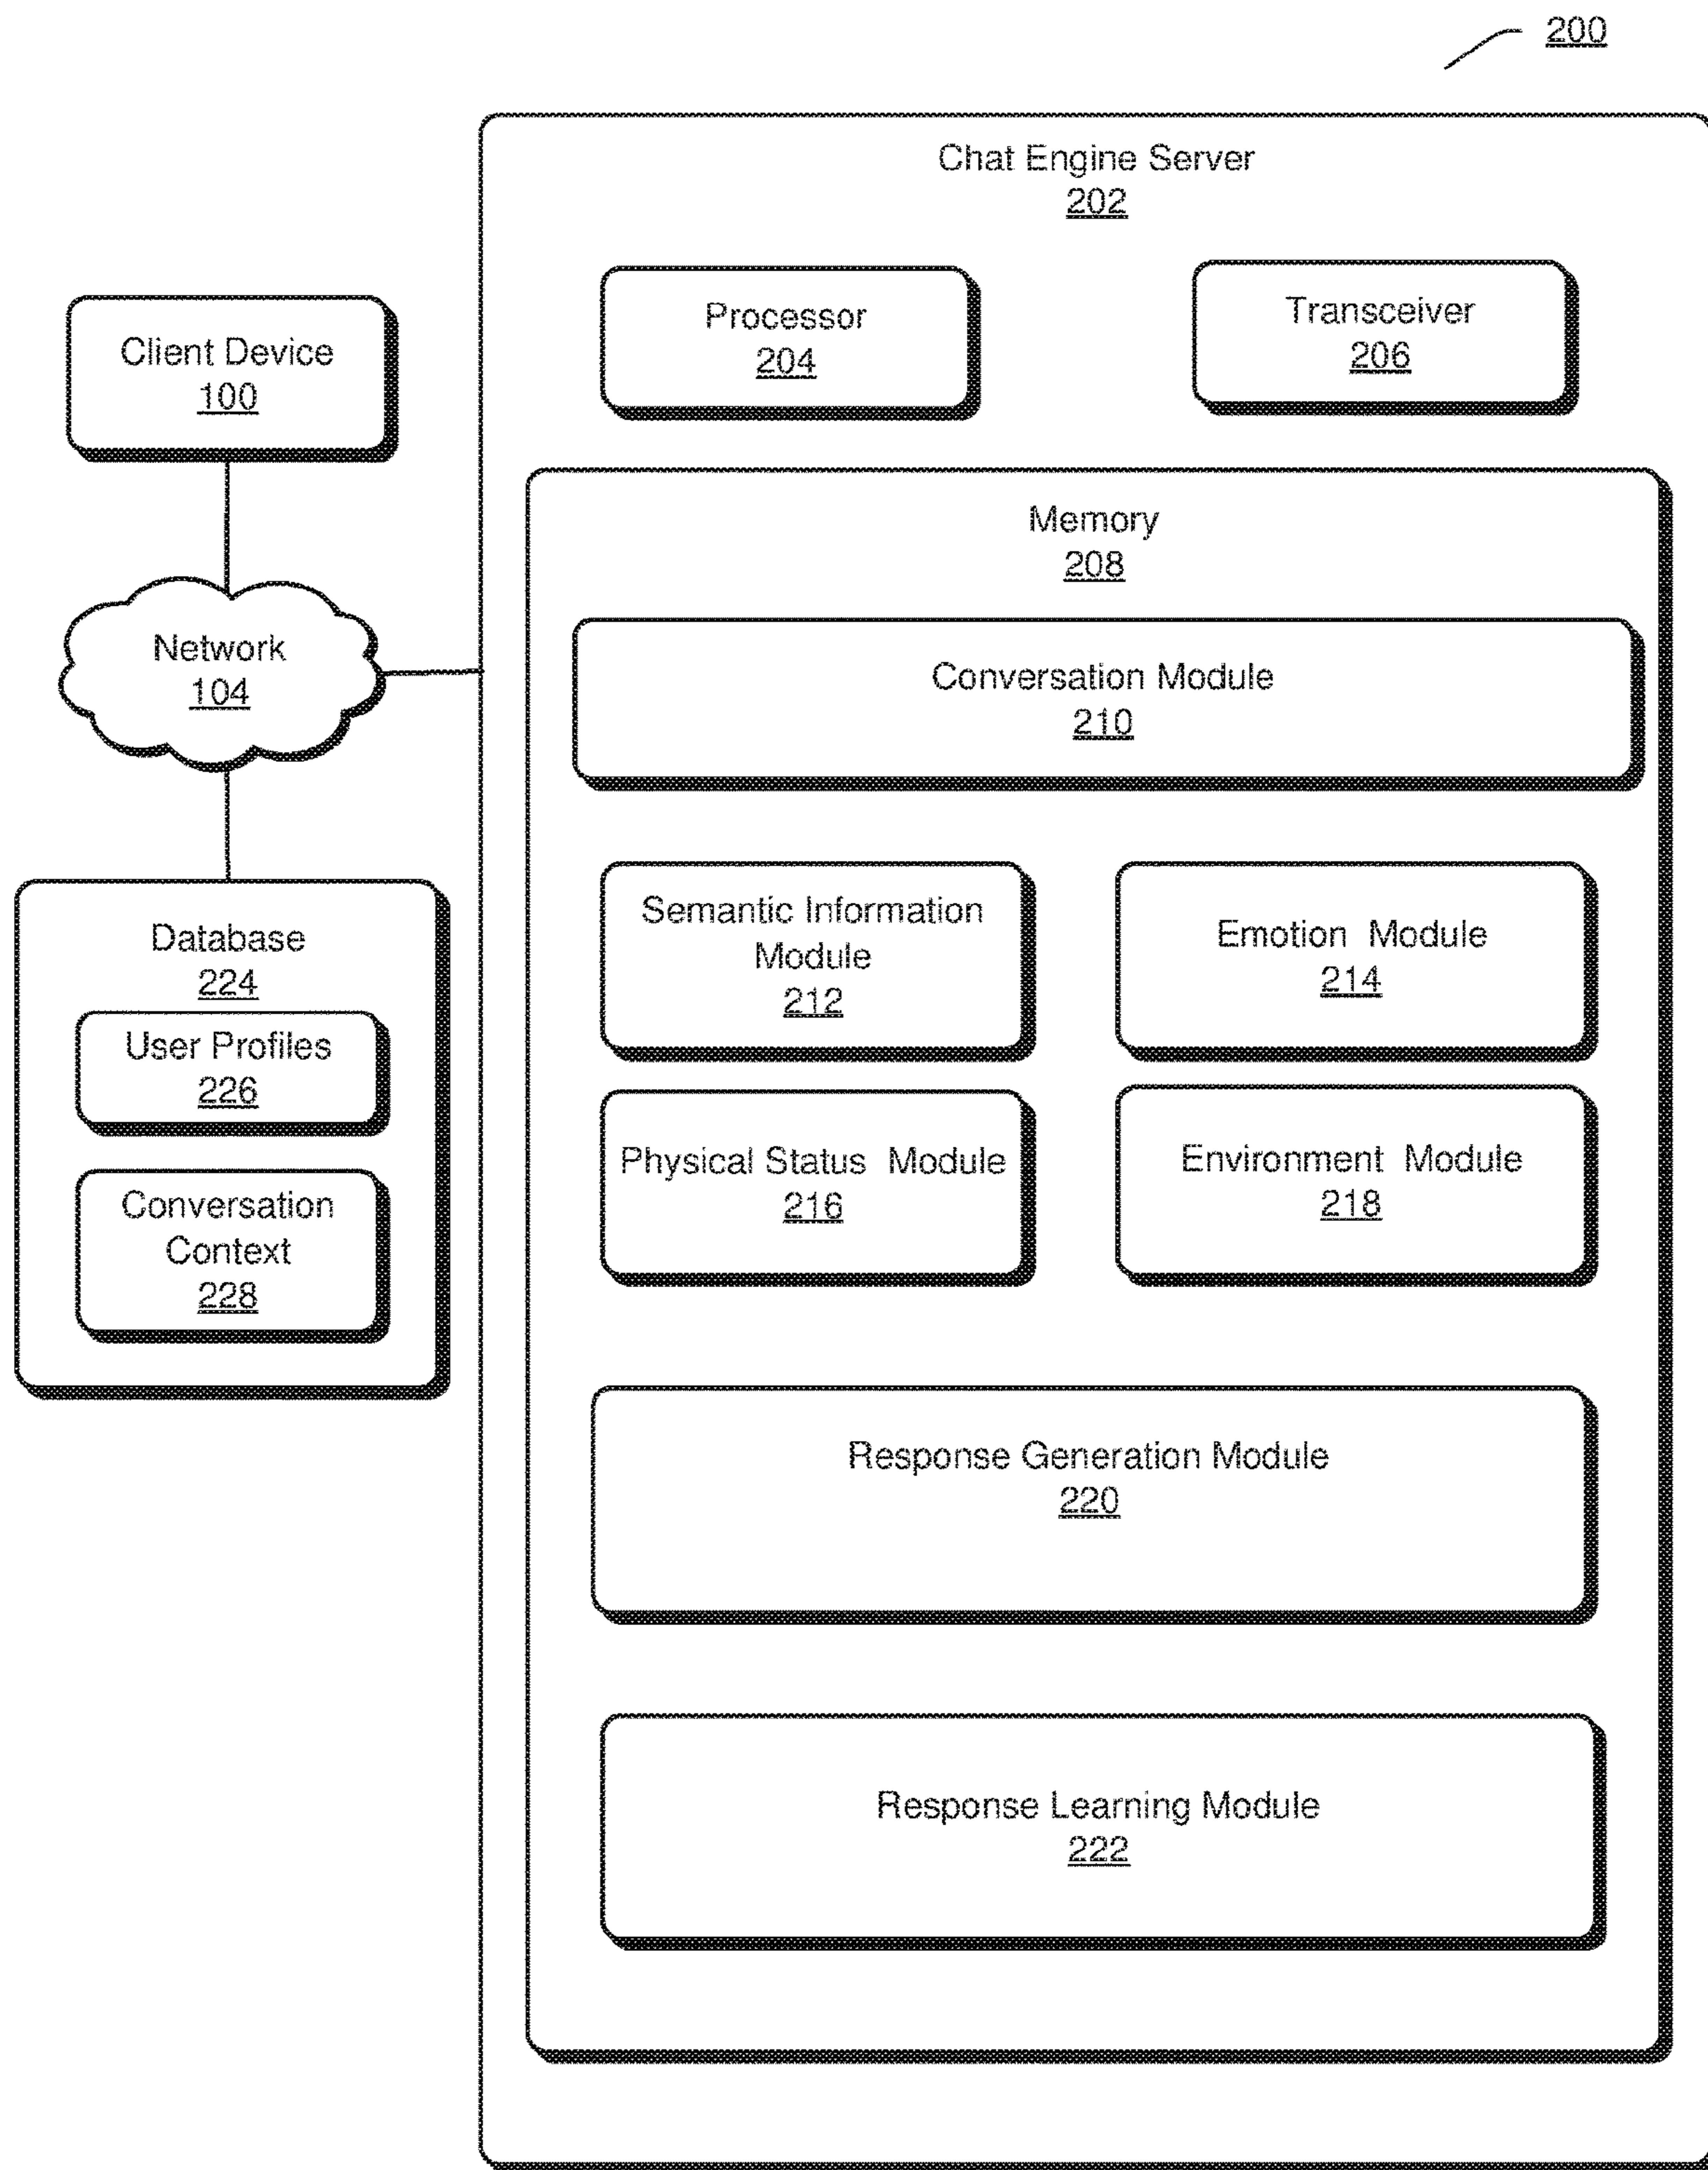 200
Chat Engine Server
202
Processor
204
Transceiver
206
Client Device
100
Memory
208
Network
104
Conversation Module
210
Database
224
User Profiles
226
Conversation
Context
228
Semantic Information
Module
212
Emotion Module
214
Physical Status Module
216
Environment Module
218
Response Generation Module
220
Response Learning Module
222